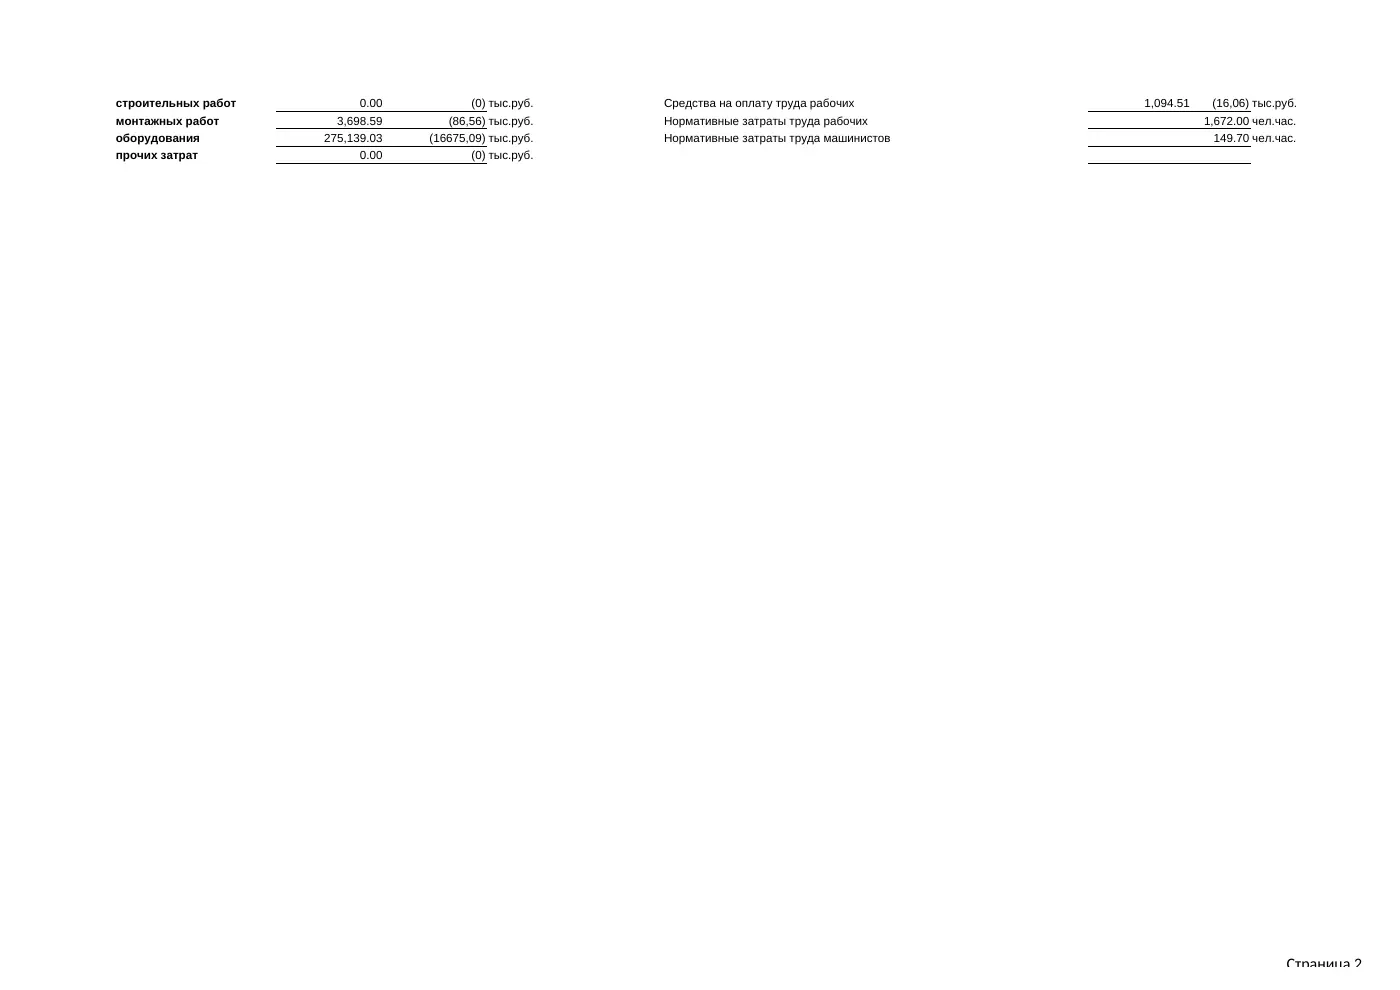 строительных работ 0.00 (0) тыс.руб. Средства на оплату труда рабочих 1,094.51 (16,06) тыс.руб.
монтажных работ 3,698.59 (86,56) тыс.руб. Нормативные затраты труда рабочих 1,672.00 чел.час.
оборудования 275,139.03 (16675,09) тыс.руб. Нормативные затраты труда машинистов 149.70 чел.час.
прочих затрат 0.00 (0) тыс.руб.
Страница 2